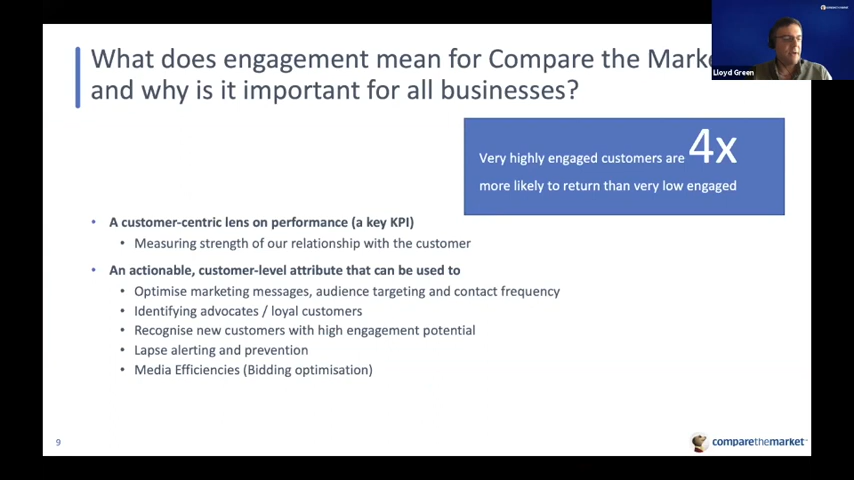 What does engagement mean for Compare the Marke
and why is it important for all businesses?
Lloyd Green
Very highly engaged customers are 4x
more likely to return than very low engaged
• A customer-centric lens on performance (a key KPI)
• Measuring strength of our relationship with the customer
• An actionable, customer-level attribute that can be used to
• Optimise marketing messages, audience targeting and contact frequency
• Identifying advocates / loyal customers
• Recognise new customers with high engagement potential
• Lapse alerting and prevention
• Media Efficiencies (Bidding optimisation)
9
comparethemarket